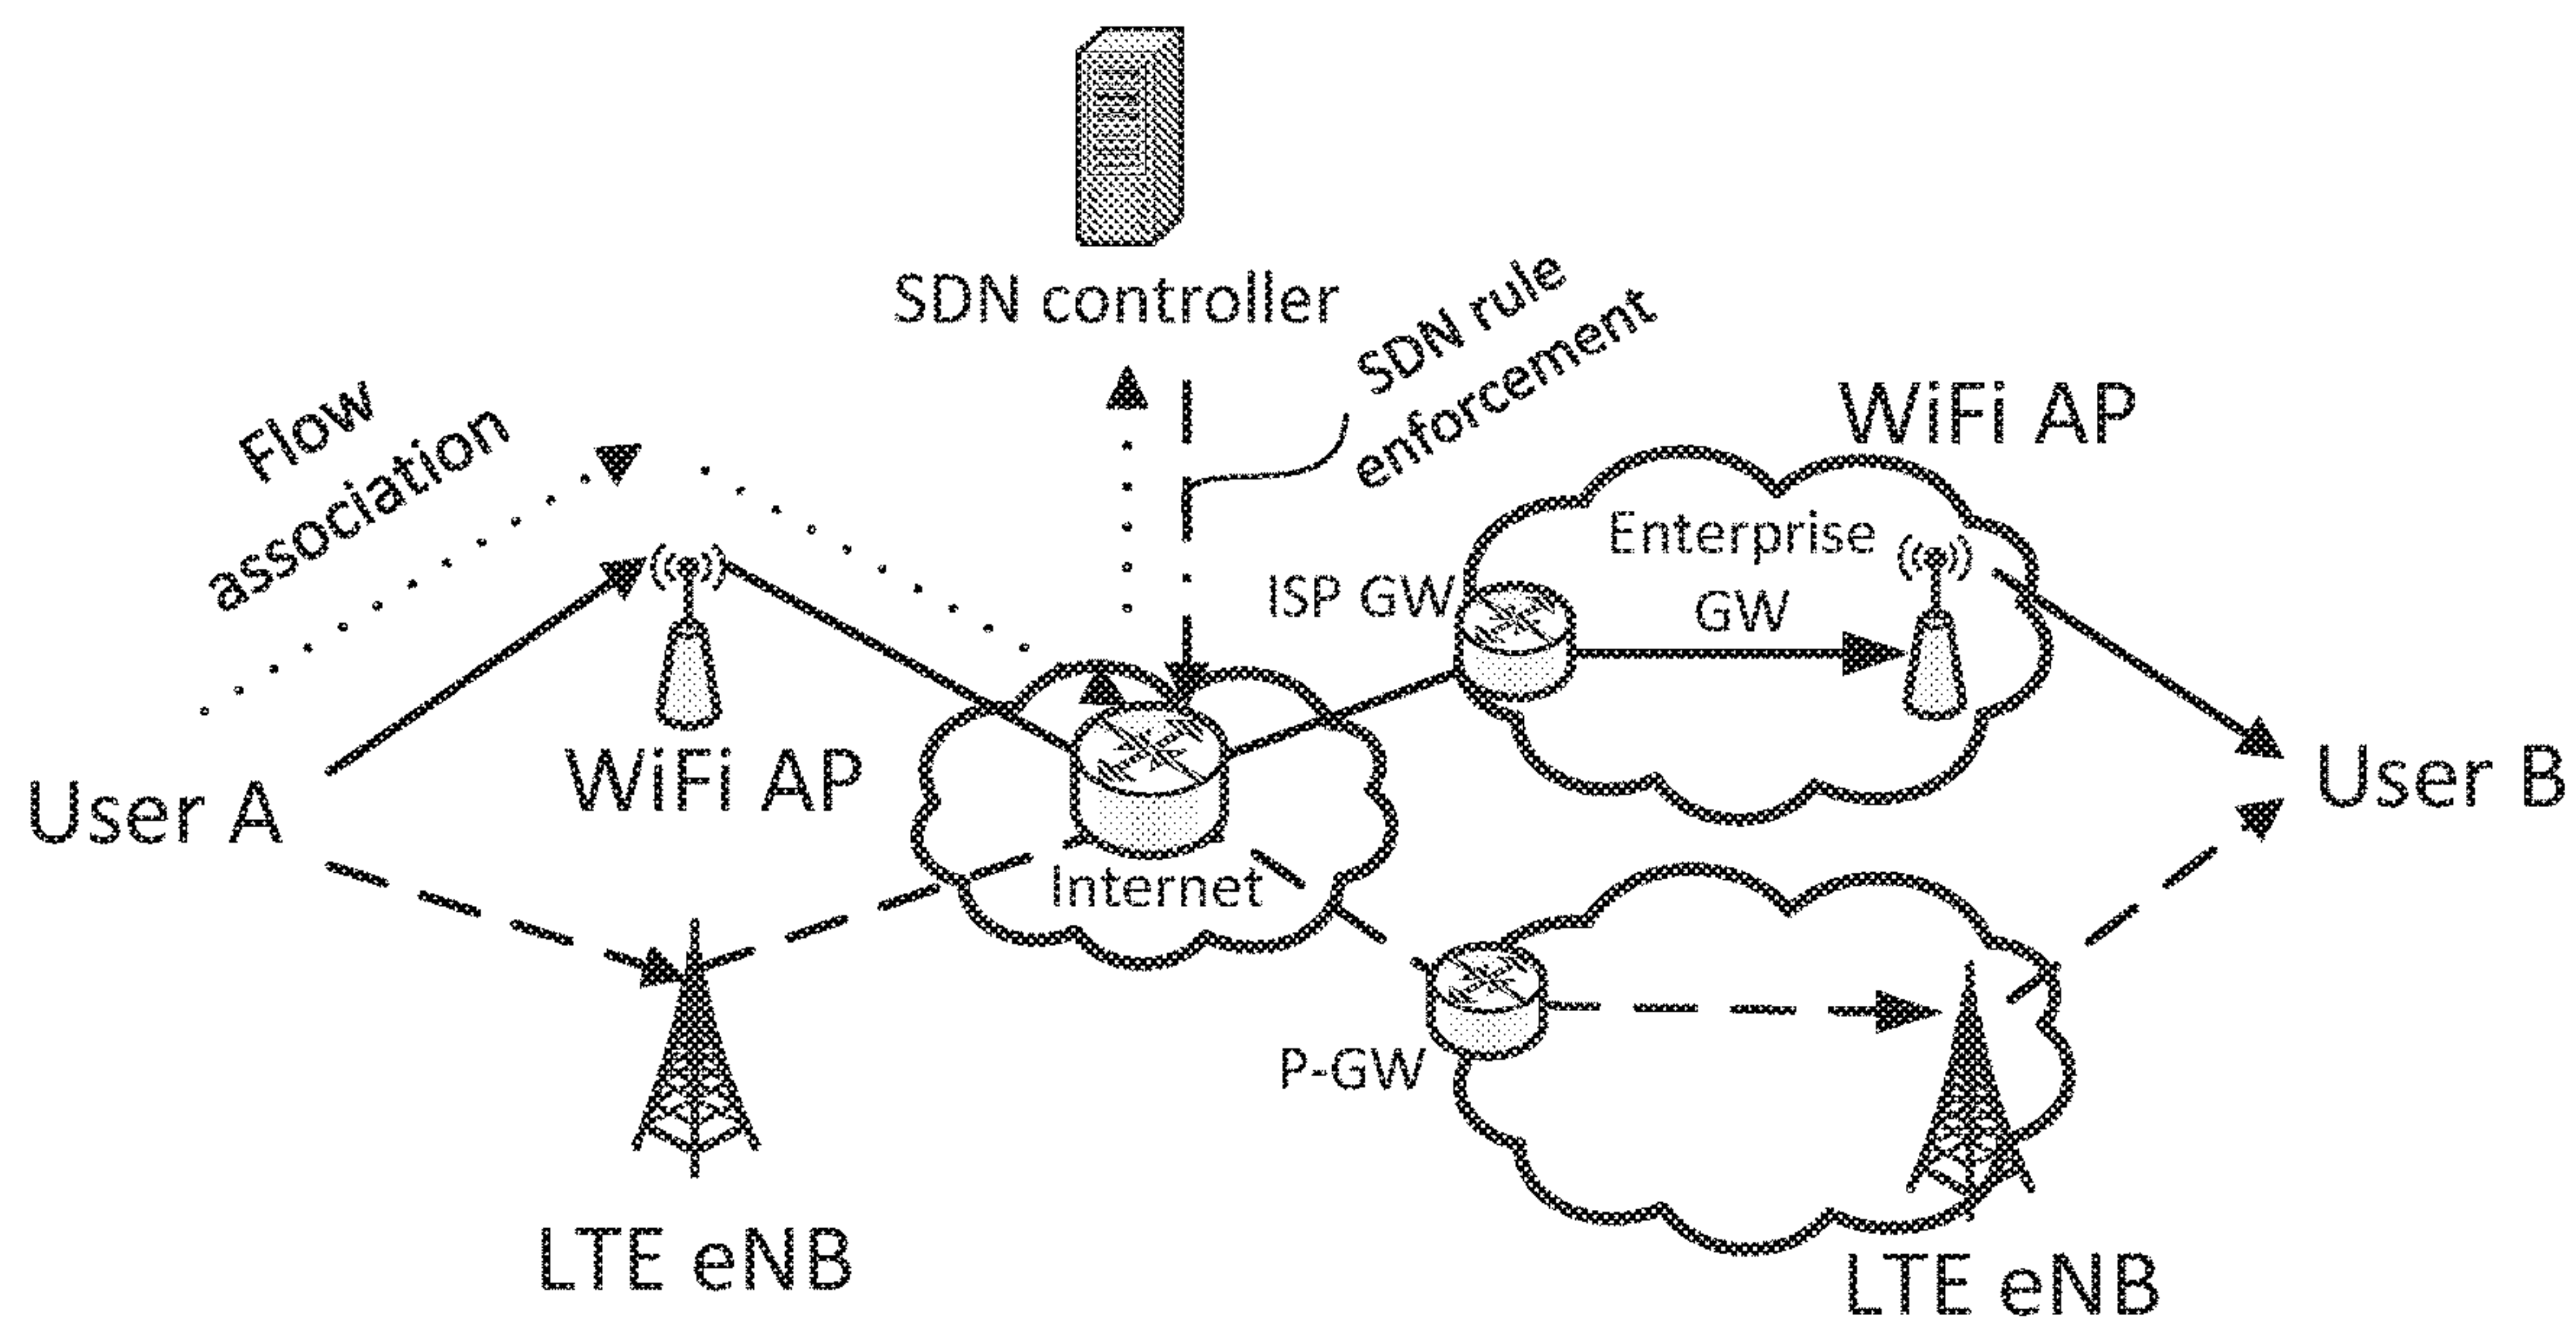 SDN controller
SDN rule
enforcement
Flow
association
WiFi AP
Enterprise
GW
ISP GW
WiFi AP
User A
User B
Internet
P-GW
LTE eNB
LTE eNB